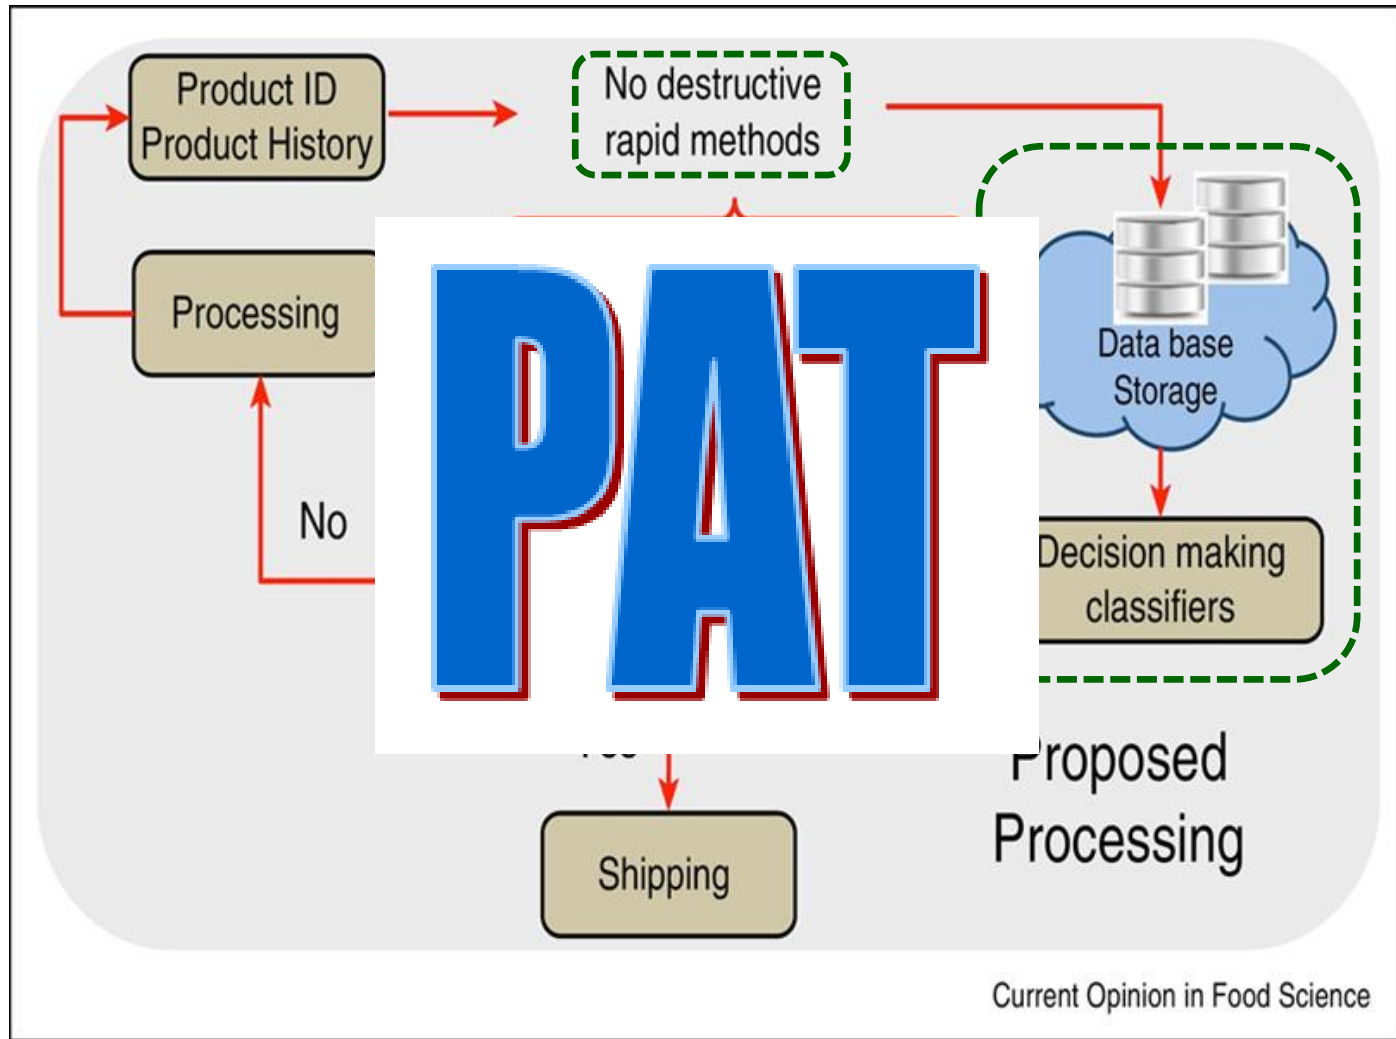 Product ID
Product History
No destructive
rapid methods
Processing
PAT
Data base
Storage
No
Decision making
classifiers
Proposed
Processing
Shipping
Current Opinion in Food Science